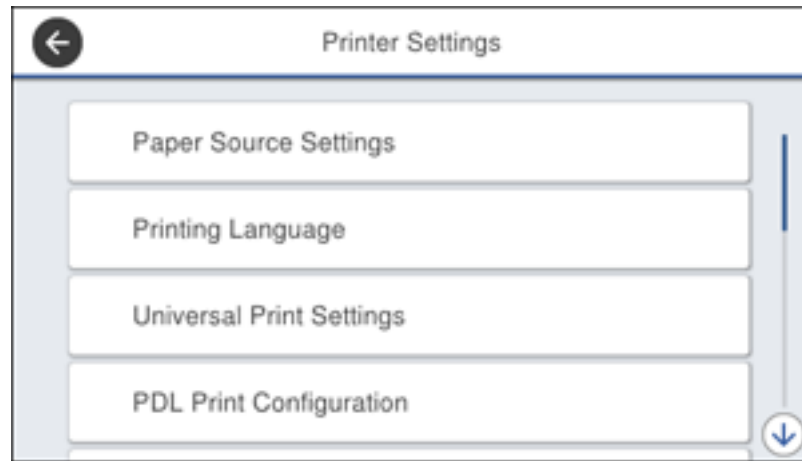 Printer Settings
Paper Source Settings
Printing Language
Universal Print Settings
PDL Print Configuration